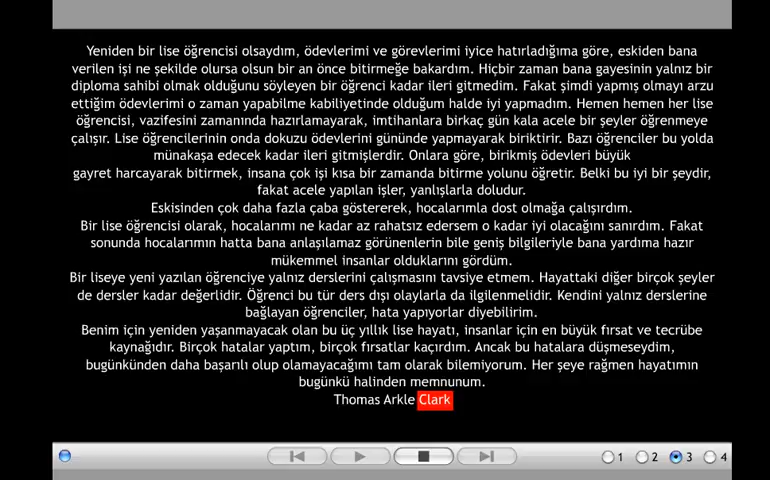 Yeniden bir lise öğrencisi olsaydım, ödevlerimi ve görevlerimi iyice hatırladığıma göre, eskiden bana
verilen işi ne şekilde olursa olsun bir an önce bitirmeğe bakardım. Hiçbir zaman bana gayesinin yalnız bir
diploma sahibi olmak olduğunu söyleyen bir öğrenci kadar ileri gitmedim. Fakat şimdi yapmış olmayı arzu
ettiğim ödevlerimi o zaman yapabilme kabiliyetinde olduğum halde iyi yapmadım. Hemen hemen her lise
öğrencisi, vazifesini zamanında hazırlamayarak, imtihanlara birkaç gün kala acele bir şeyler öğrenmeye
çalışır. Lise öğrencilerinin onda dokuzu ödevlerini gününde yapmayarak biriktirir. Bazı öğrenciler bu yolda
münakaşa edecek kadar ileri gitmişlerdir. Onlara göre, birikmiş ödevleri büyük
gayret harcayarak bitirmek, insana çok işi kısa bir zamanda bitirme yolunu öğretir. Belki bu iyi bir şeydir,
fakat acele yapılan işler, yanlışlarla doludur.
Eskisinden çok daha fazla çaba göstererek, hocalarımla dost olmağa çalışırdım.
Bir lise öğrencisi olarak, hocalarımı ne kadar az rahatsız edersem o kadar iyi olacağını sanırdım. Fakat
sonunda hocalarımın hatta bana anlaşılamaz görünenlerin bile geniş bilgileriyle bana yardıma hazır
mükemmel insanlar olduklarını gördüm.
Bir liseye yeni yazılan öğrenciye yalnız derslerini çalışmasını tavsiye etmem. Hayattaki diğer birçok şeyler
de dersler kadar değerlidir. Öğrenci bu tür ders dışı olaylarla da ilgilenmelidir. Kendini yalnız derslerine
bağlayan öğrenciler, hata yapıyorlar diyebilirim.
Benim için yeniden yaşanmayacak olan bu üç yıllık lise hayatı, insanlar için en büyük fırsat ve tecrübe
kaynağıdır. Birçok hatalar yaptım, birçok fırsatlar kaçırdım. Ancak bu hatalara düşmeseydim,
bugünkünden daha başarılı olup olamayacağımı tam olarak bilemiyorum. Her şeye rağmen hayatımın
bugünkü halinden memnunum.
Thomas Arkle Clark
1 2 3 4